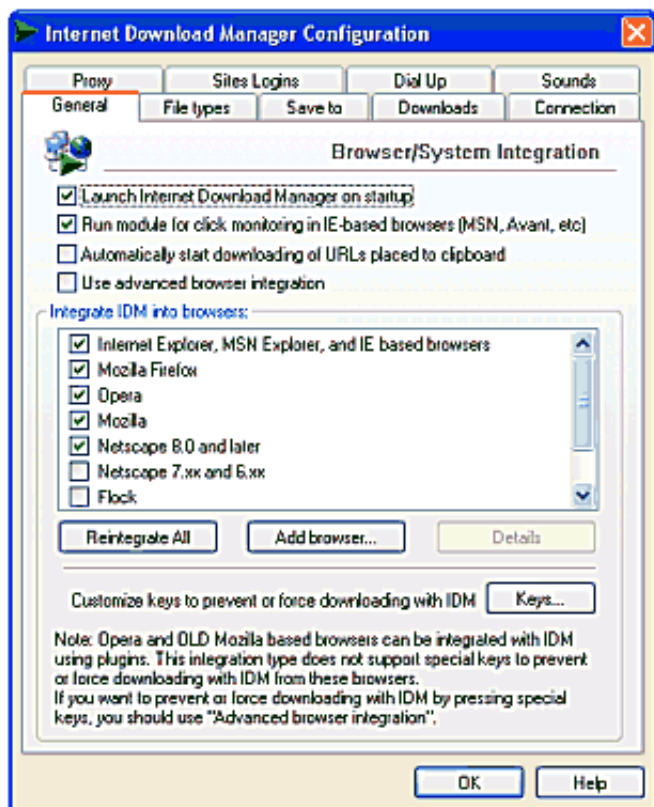 Internet Download Manager Configuration
Proxy Sites Logins Dial Up Sounds
General File types Save to Downloads Connection
Browser/System Integration
Launch Internet Download Manager on startup
Run module for click monitoring in IE-based browsers (MSN, Avant, etc)
Automatically start downloading of URLs placed to clipboard
Use advanced browser integration
Integrate IDM into browsers:
Internet Explorer, MSN Explorer, and IE based browsers
Mozilla Firefox
Opera
Mozilla
Netscape 8.0 and later
Netscape 7.xx and 6.xx
Flock
Reintegrate All Add browser... Details
Customize keys to prevent or force downloading with IDM Keys...
Note: Opera and OLD Mozilla based browsers can be integrated with IDM
using plugins. This integration type does not support special keys to prevent
or force downloading with IDM from these browsers.
If you want to prevent or force downloading with IDM by pressing special
keys, you should use "Advanced browser integration".
OK Help